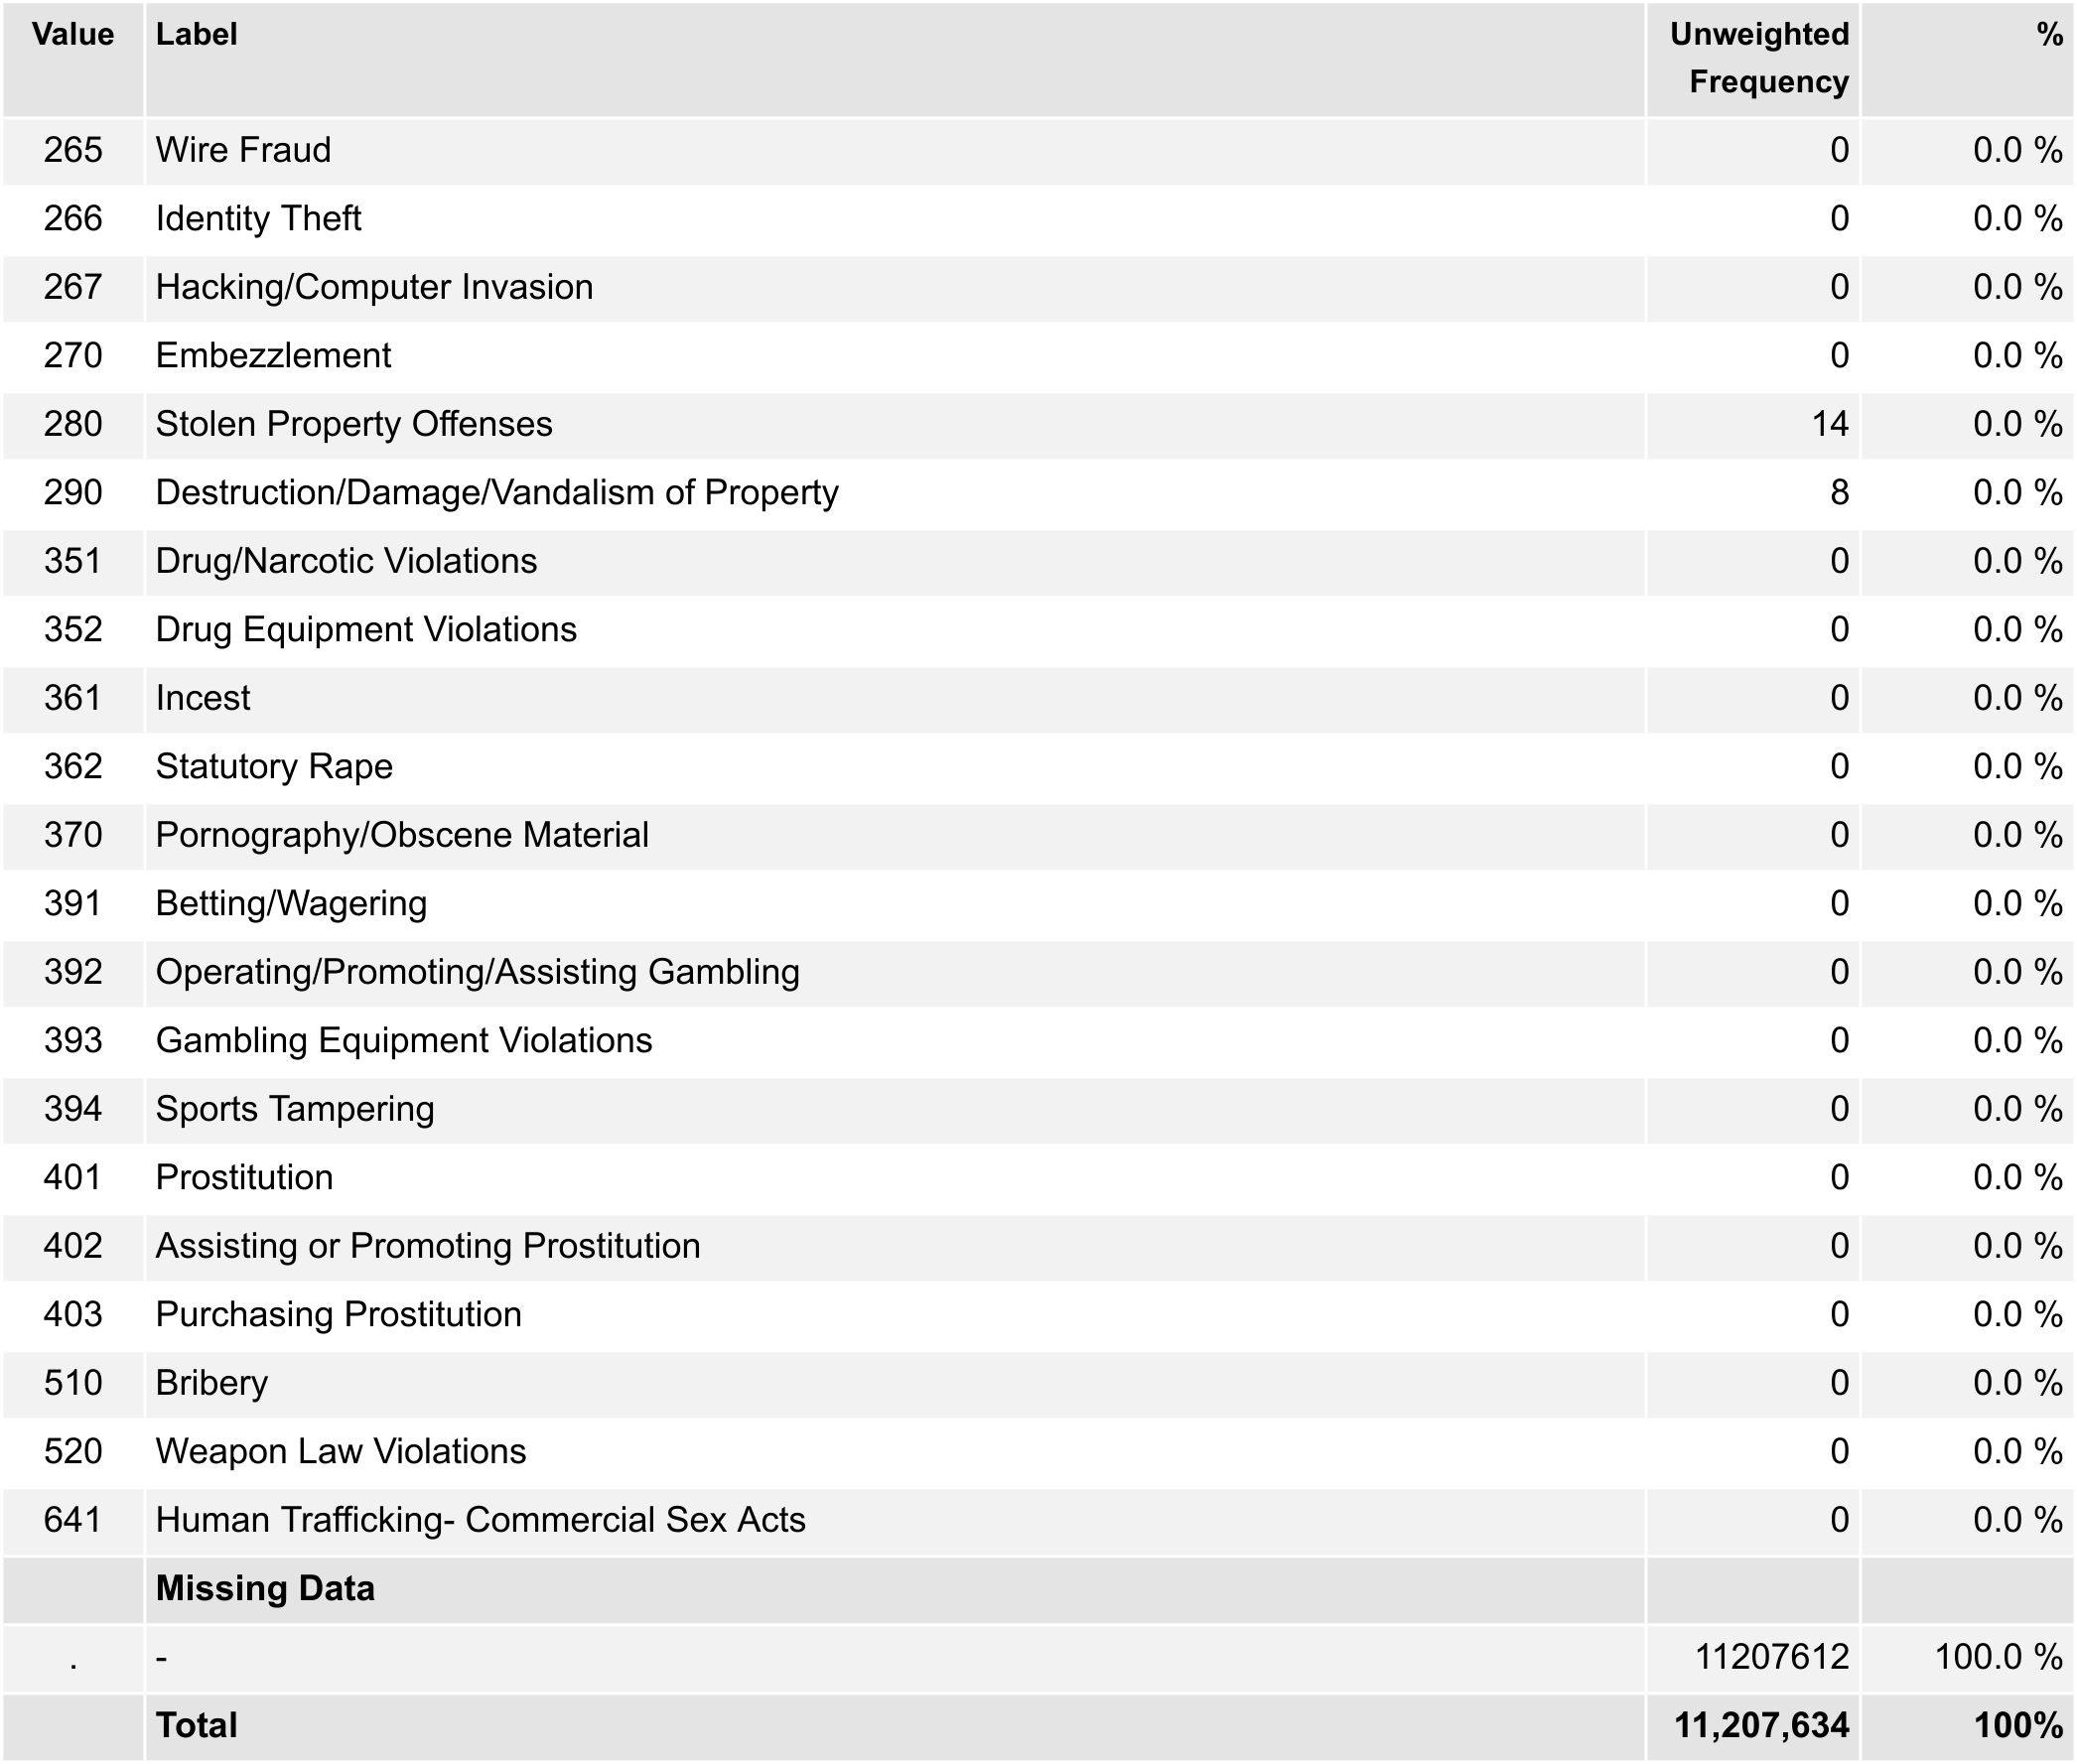 Value Label Unweighted Frequency %
265 Wire Fraud 0 0.0 %
266 Identity Theft 0 0.0 %
267 Hacking/Computer Invasion 0 0.0 %
270 Embezzlement 0 0.0 %
280 Stolen Property Offenses 14 0.0 %
290 Destruction/Damage/Vandalism of Property 8 0.0 %
351 Drug/Narcotic Violations 0 0.0 %
352 Drug Equipment Violations 0 0.0 %
361 Incest 0 0.0 %
362 Statutory Rape 0 0.0 %
370 Pornography/Obscene Material 0 0.0 %
391 Betting/Wagering 0 0.0 %
392 Operating/Promoting/Assisting Gambling 0 0.0 %
393 Gambling Equipment Violations 0 0.0 %
394 Sports Tampering 0 0.0 %
401 Prostitution 0 0.0 %
402 Assisting or Promoting Prostitution 0 0.0 %
403 Purchasing Prostitution 0 0.0 %
510 Bribery 0 0.0 %
520 Weapon Law Violations 0 0.0 %
641 Human Trafficking- Commercial Sex Acts 0 0.0 %
Missing Data
. - 11207612 100.0 %
Total 11,207,634 100%